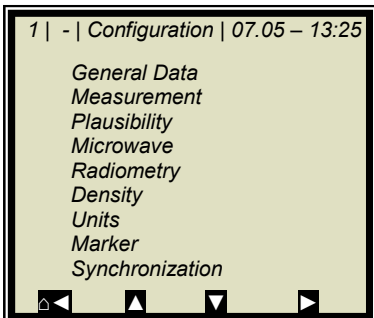 1 | - | Configuration | 07.05 – 13:25
General Data
Measurement
Plausibility
Microwave
Radiometry
Density
Units
Marker
Synchronization